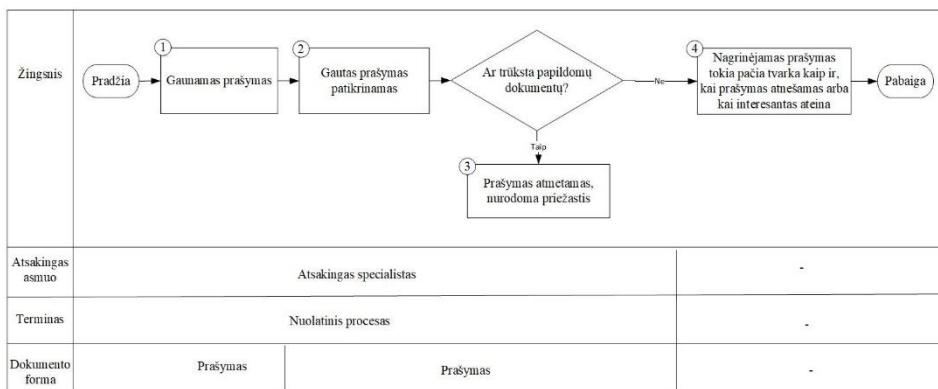 Žingsnis
Pradžia
1
Gaunamas prašymas
2
Gautas prašymas
patikrinamas
Ar trūksta papildomų
dokumentų?
Ne
4
Nagrinėjamas prašymas
tokia pačia tvarka kaip ir,
kai prašymas atnešamas arba
kai interesantas ateina
Pabaiga
Taip
3
Prašymas atmetamas,
nurodoma priežastis
Atsakingas
asmuo
Atsakingas specialistas
-
Terminas
Nuolatinis procesas
-
Dokumento
forma
Prašymas
Prašymas
-